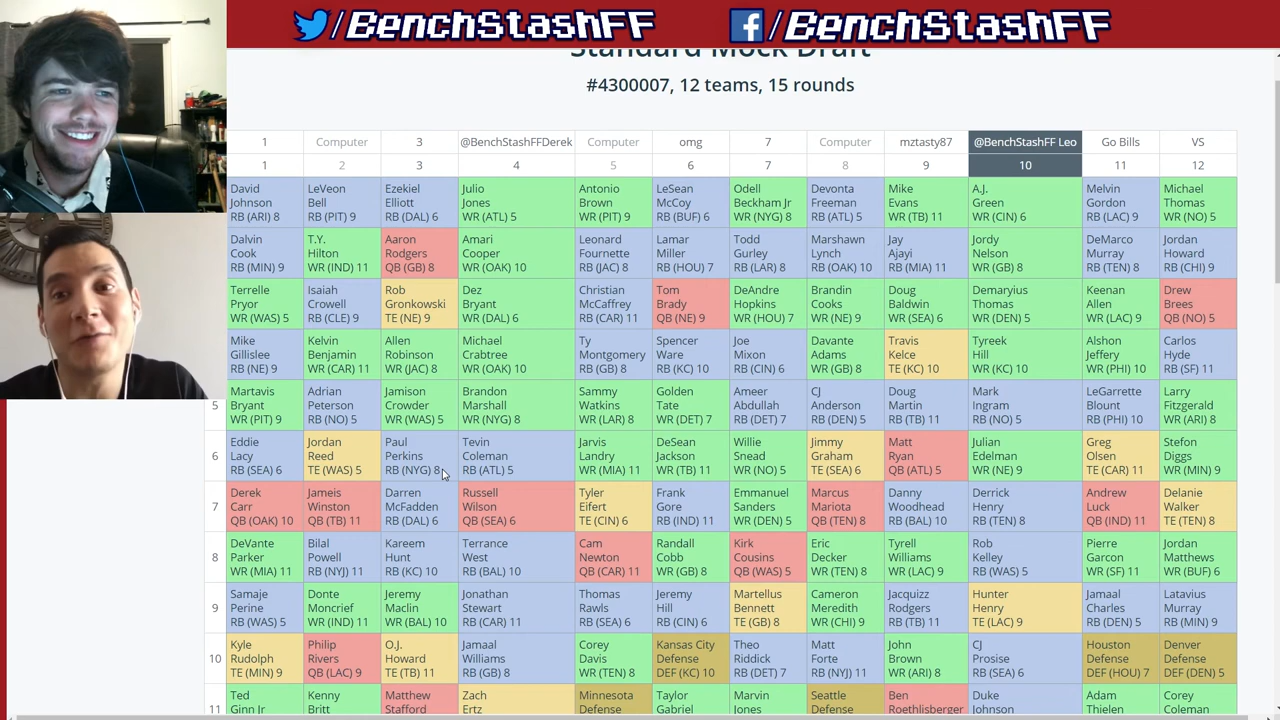 /BenchStashFF /BenchStashFF
Standard Mock Draft
#4300007, 12 teams, 15 rounds
1 Computer 3 @BenchStashFFDerek Computer omg 7 Computer mztasty87 @BenchStashFF Leo Go Bills VS
1 2 3 4 5 6 7 8 9 10 11 12
David LeVeon Ezekiel Julio Antonio LeSean Odell Devonta Mike A.J. Melvin Michael
Johnson Bell Elliott Jones Brown McCoy Beckham Jr Freeman Evans Green Gordon Thomas
RB (ARI) 8 RB (PIT) 9 RB (DAL) 6 WR (ATL) 5 WR (PIT) 9 RB (BUF) 6 WR (NYG) 8 RB (ATL) 5 WR (TB) 11 WR (CIN) 6 RB (LAC) 9 WR (NO) 5
Dalvin T.Y. Aaron Amari Leonard Lamar Todd Marshawn Jay Jordy DeMarco Jordan
Cook Hilton Rodgers Cooper Fournette Miller Gurley Lynch Ajayi Nelson Murray Howard
RB (MIN) 9 WR (IND) 11 QB (GB) 8 WR (OAK) 10 RB (JAC) 8 RB (HOU) 7 RB (LAR) 8 RB (OAK) 10 RB (MIA) 11 WR (GB) 8 RB (TEN) 8 RB (CHI) 9
Terrelle Isaiah Rob Dez Christian Tom DeAndre Brandin Doug Demaryius Keenan Drew
Pryor Crowell Gronkowski Bryant McCaffrey Brady Hopkins Cooks Baldwin Thomas Allen Brees
WR (WAS) 5 RB (CLE) 9 TE (NE) 9 WR (DAL) 6 RB (CAR) 11 QB (NE) 9 WR (HOU) 7 WR (NE) 9 WR (SEA) 6 WR (DEN) 5 WR (LAC) 9 QB (NO) 5
Mike Kelvin Allen Michael Ty Spencer Joe Davante Travis Tyreek Alshon Carlos
Gillislee Benjamin Robinson Crabtree Montgomery Ware Mixon Adams Kelce Hill Jeffery Hyde
RB (NE) 9 WR (CAR) 11 WR (JAC) 8 WR (OAK) 10 RB (GB) 8 RB (KC) 10 RB (CIN) 6 WR (GB) 8 TE (KC) 10 WR (KC) 10 WR (PHI) 10 RB (SF) 11
Martavis Adrian Jamison Brandon Sammy Golden Ameer CJ Doug Mark LeGarrette Larry
5 Bryant Peterson Crowder Marshall Watkins Tate Abdullah Anderson Martin Ingram Blount Fitzgerald
WR (PIT) 9 RB (NO) 5 WR (WAS) 5 WR (NYG) 8 WR (LAR) 8 WR (DET) 7 RB (DET) 7 RB (DEN) 5 RB (TB) 11 RB (NO) 5 RB (PHI) 10 WR (ARI) 8
Eddie Jordan Paul Tevin Jarvis DeSean Willie Jimmy Matt Julian Greg Stefon
6 Lacy Reed Perkins Coleman Landry Jackson Snead Graham Ryan Edelman Olsen Diggs
RB (SEA) 6 TE (WAS) 5 RB (NYG) 8 RB (ATL) 5 WR (MIA) 11 WR (TB) 11 WR (NO) 5 TE (SEA) 6 QB (ATL) 5 WR (NE) 9 TE (CAR) 11 WR (MIN) 9
Derek Jameis Darren Russell Tyler Frank Emmanuel Marcus Danny Derrick Andrew Delanie
7 Carr Winston McFadden Wilson Eifert Gore Sanders Mariota Woodhead Henry Luck Walker
QB (OAK) 10 QB (TB) 11 RB (DAL) 6 QB (SEA) 6 TE (CIN) 6 RB (IND) 11 WR (DEN) 5 QB (TEN) 8 RB (BAL) 10 RB (TEN) 8 QB (IND) 11 TE (TEN) 8
DeVante Bilal Kareem Terrance Cam Randall Kirk Eric Tyrell Rob Pierre Jordan
8 Parker Powell Hunt West Newton Cobb Cousins Decker Williams Kelley Garcon Matthews
WR (MIA) 11 RB (NYJ) 11 RB (KC) 10 RB (BAL) 10 QB (CAR) 11 WR (GB) 8 QB (WAS) 5 WR (TEN) 8 WR (LAC) 9 RB (WAS) 5 WR (SF) 11 WR (BUF) 6
Samaje Donte Jeremy Jonathan Thomas Jeremy Martellus Cameron Jacquizz Hunter Jamaal Latavius
9 Perine Moncrief Maclin Stewart Rawls Hill Bennett Meredith Rodgers Henry Charles Murray
RB (WAS) 5 WR (IND) 11 WR (BAL) 10 RB (CAR) 11 RB (SEA) 6 RB (CIN) 6 TE (GB) 8 WR (CHI) 9 RB (TB) 11 TE (LAC) 9 RB (DEN) 5 RB (MIN) 9
Kyle Philip O.J. Jamaal Corey Kansas City Theo Matt John CJ Houston Denver
10 Rudolph Rivers Howard Williams Davis Defense Riddick Forte Brown Prosise Defense Defense
TE (MIN) 9 QB (LAC) 9 TE (TB) 11 RB (GB) 8 WR (TEN) 8 DEF (KC) 10 RB (DET) 7 RB (NYJ) 11 WR (ARI) 8 RB (SEA) 6 DEF (HOU) 7 DEF (DEN) 5
Ted Kenny Matthew Zach Minnesota Taylor Marvin Seattle Ben Duke Adam Corey
11 Ginn Jr Britt Stafford Ertz Defense Gabriel Jones Defense Roethlisberger Johnson Thielen Coleman